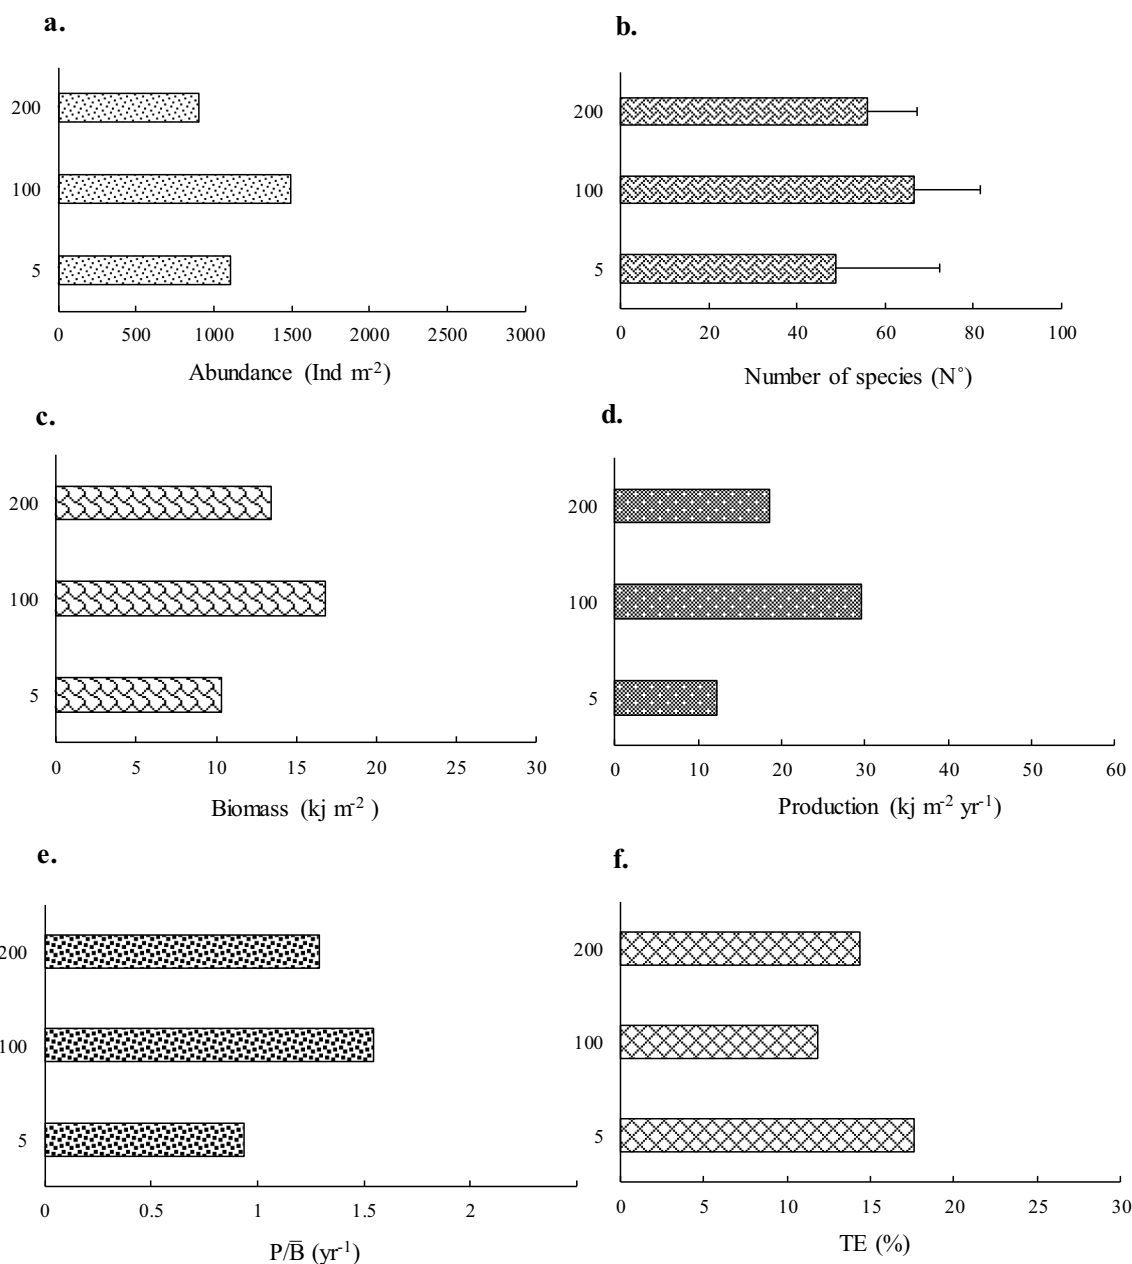 a.
200
100
5
0 500 1000 1500 2000 2500 3000
Abundance (Ind m-2)
b.
200
100
5
0 20 40 60 80 100
Number of species (N°)
c.
200
100
5
0 5 10 15 20 25 30
Biomass (kj m-2 )
d.
200
100
5
0 10 20 30 40 50 60
Production (kj m-2 yr-1)
e.
200
100
5
0 0.5 1 1.5 2
P/B̅ (yr-1)
f.
200
100
5
0 5 10 15 20 25 30
TE (%)